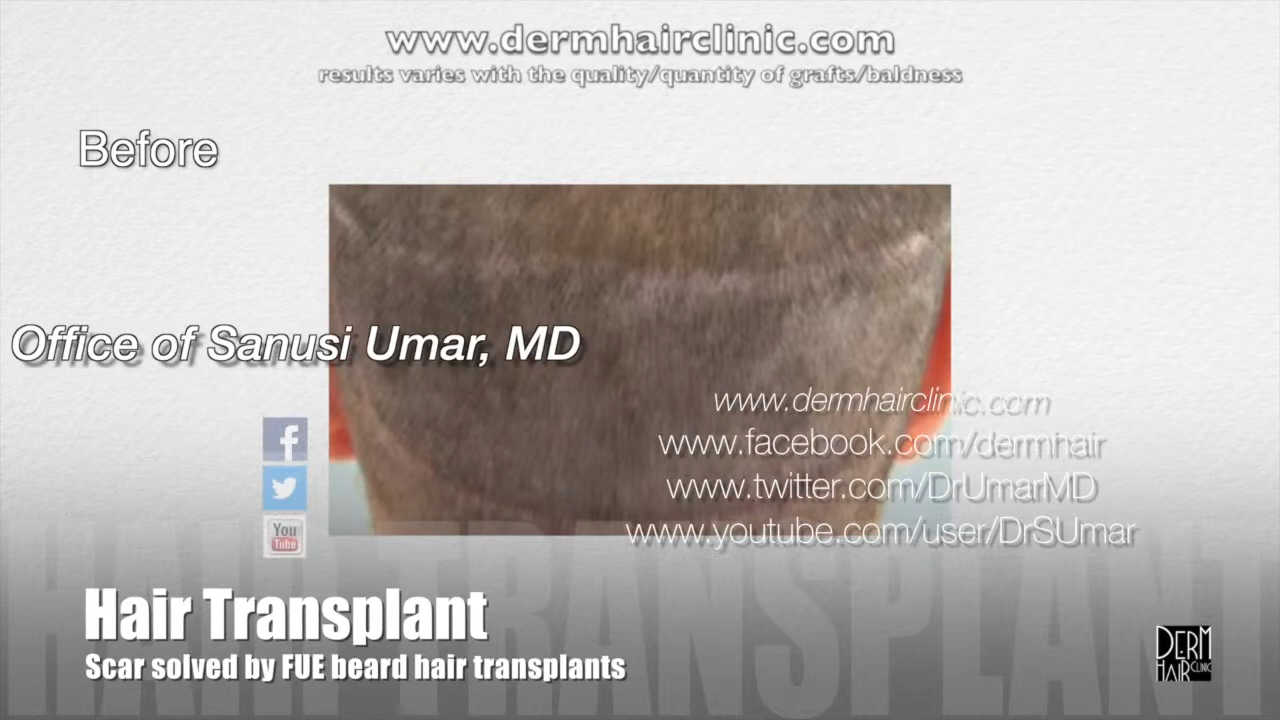 www.dermhairclinic.com
results varies with the quality/quantity of grafts/baldness
Before
Office of Sanusi Umar, MD
www.dermhairclinic.com
f
www.facebook.com/dermhair
www.twitter.com/DrUmarMD
You
Tube
www.youtube.com/user/DrSUmar
HAIR TRANSPLANT
Hair Transplant
Scar solved by FUE beard hair transplants
DERM
HAIR CLINIC